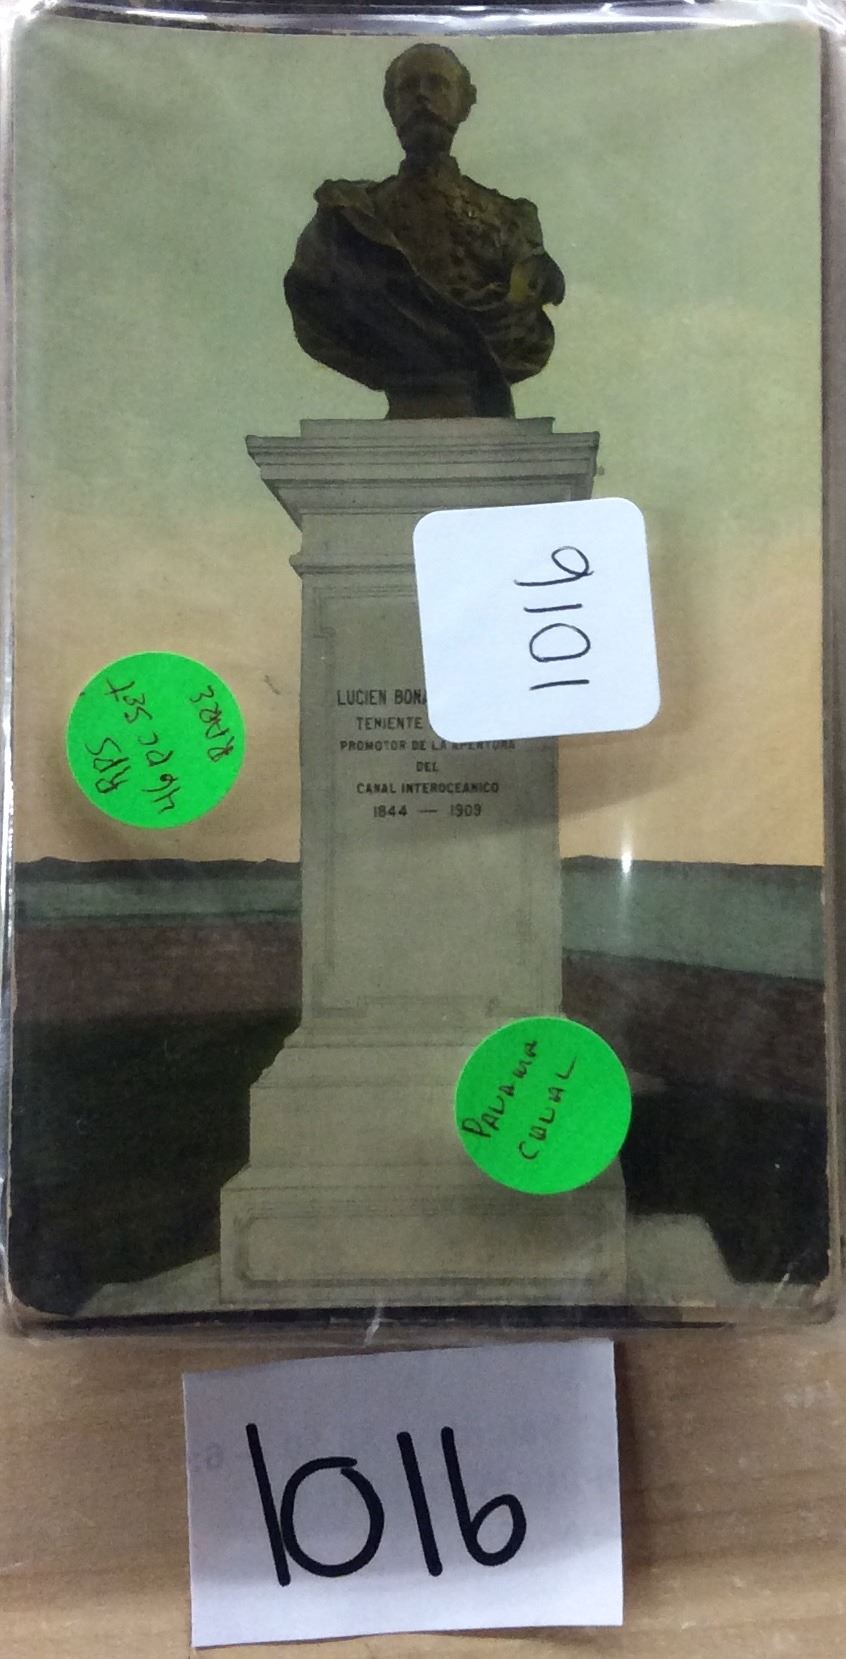 1016
LUCIEN BONA
TENIENTE
PROMOTOR DE LA APERTURA
DEL
CANAL INTEROCEANICO
1844 — 1909
RPS
46 PC SET
RARE
PANAMA
CANAL
1016